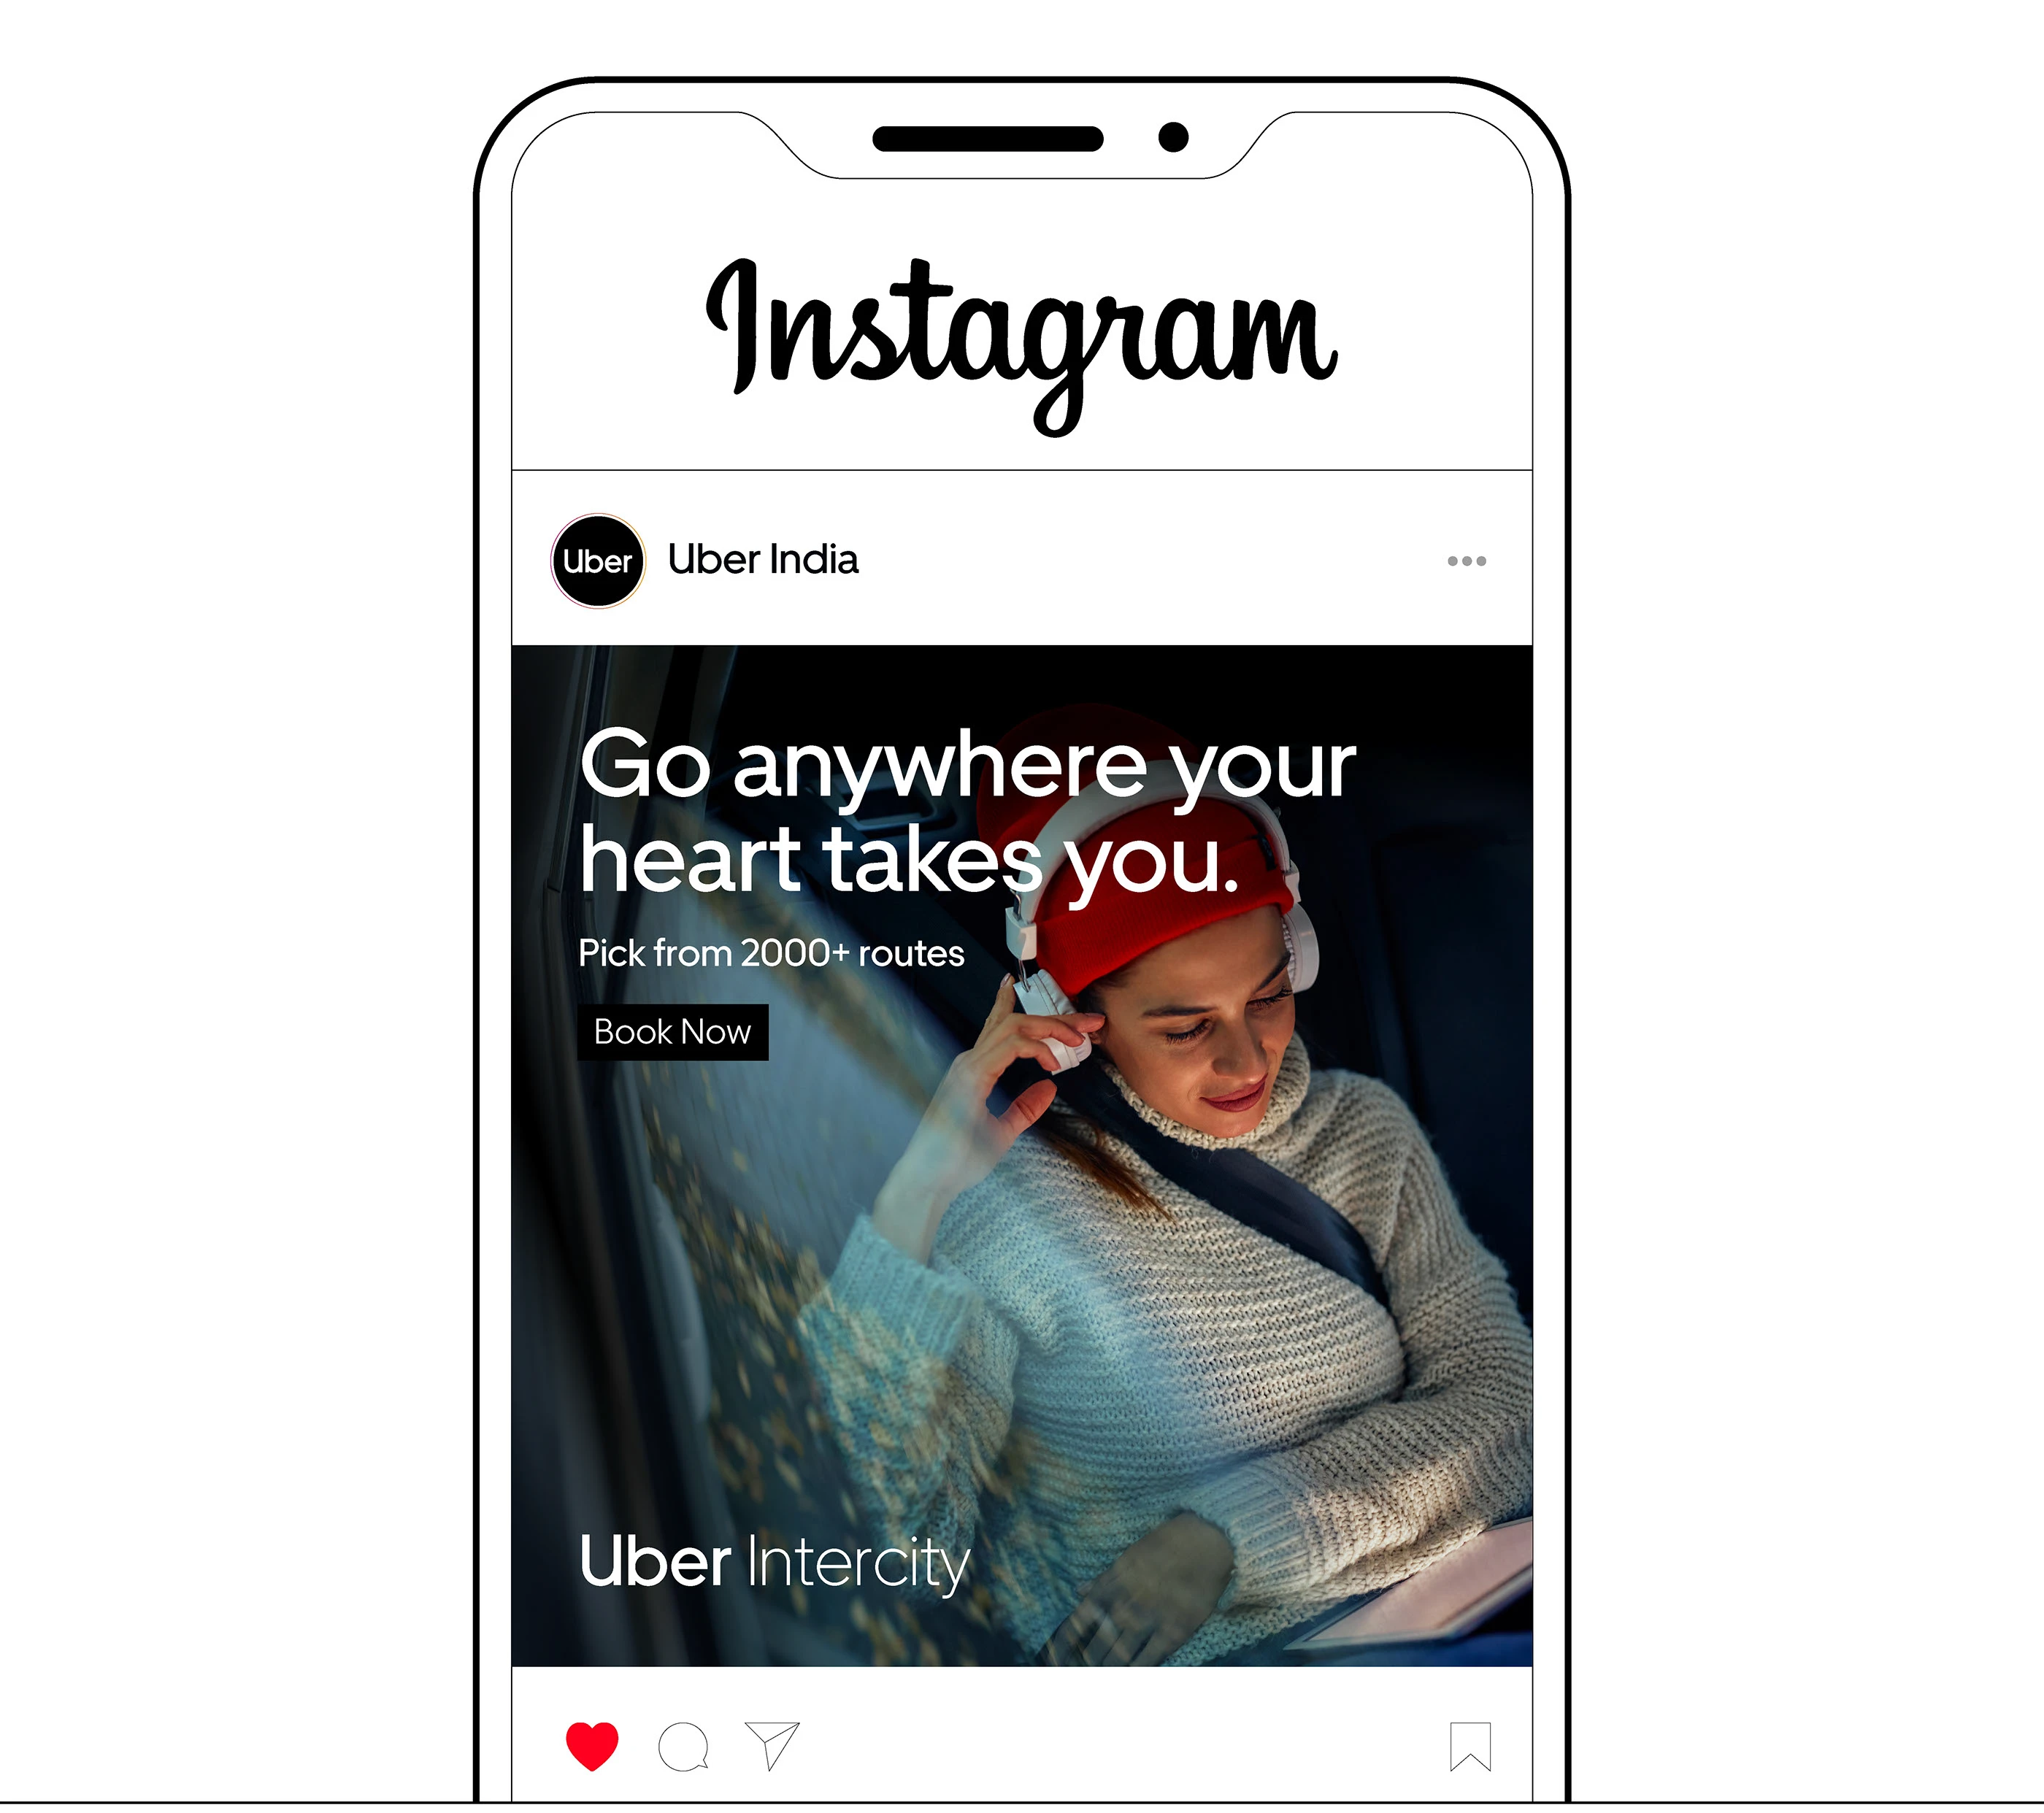 Instagram
Uber
Uber India
Go anywhere your
heart takes you.
Pick from 2000+ routes
Book Now
Uber Intercity